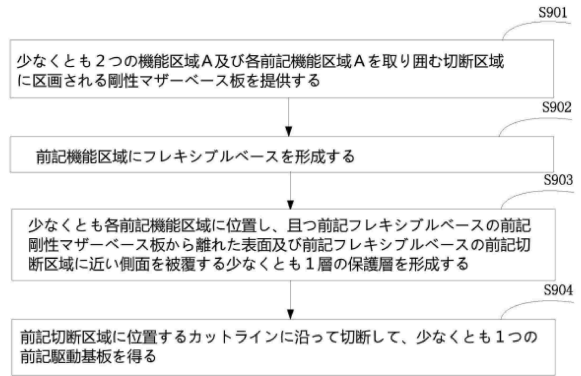 S901
少なくとも２つの機能区域Ａ及び各前記機能区域Ａを取り囲む切断区域
に区画される剛性マザーベース板を提供する
S902
前記機能区域にフレキシブルベースを形成する
S903
少なくとも各前記機能区域に位置し、且つ前記フレキシブルベースの前記
剛性マザーベース板から離れた表面及び前記フレキシブルベースの前記切
断区域に近い側面を被覆する少なくとも１層の保護層を形成する
S904
前記切断区域に位置するカットラインに沿って切断して、少なくとも１つの
前記駆動基板を得る